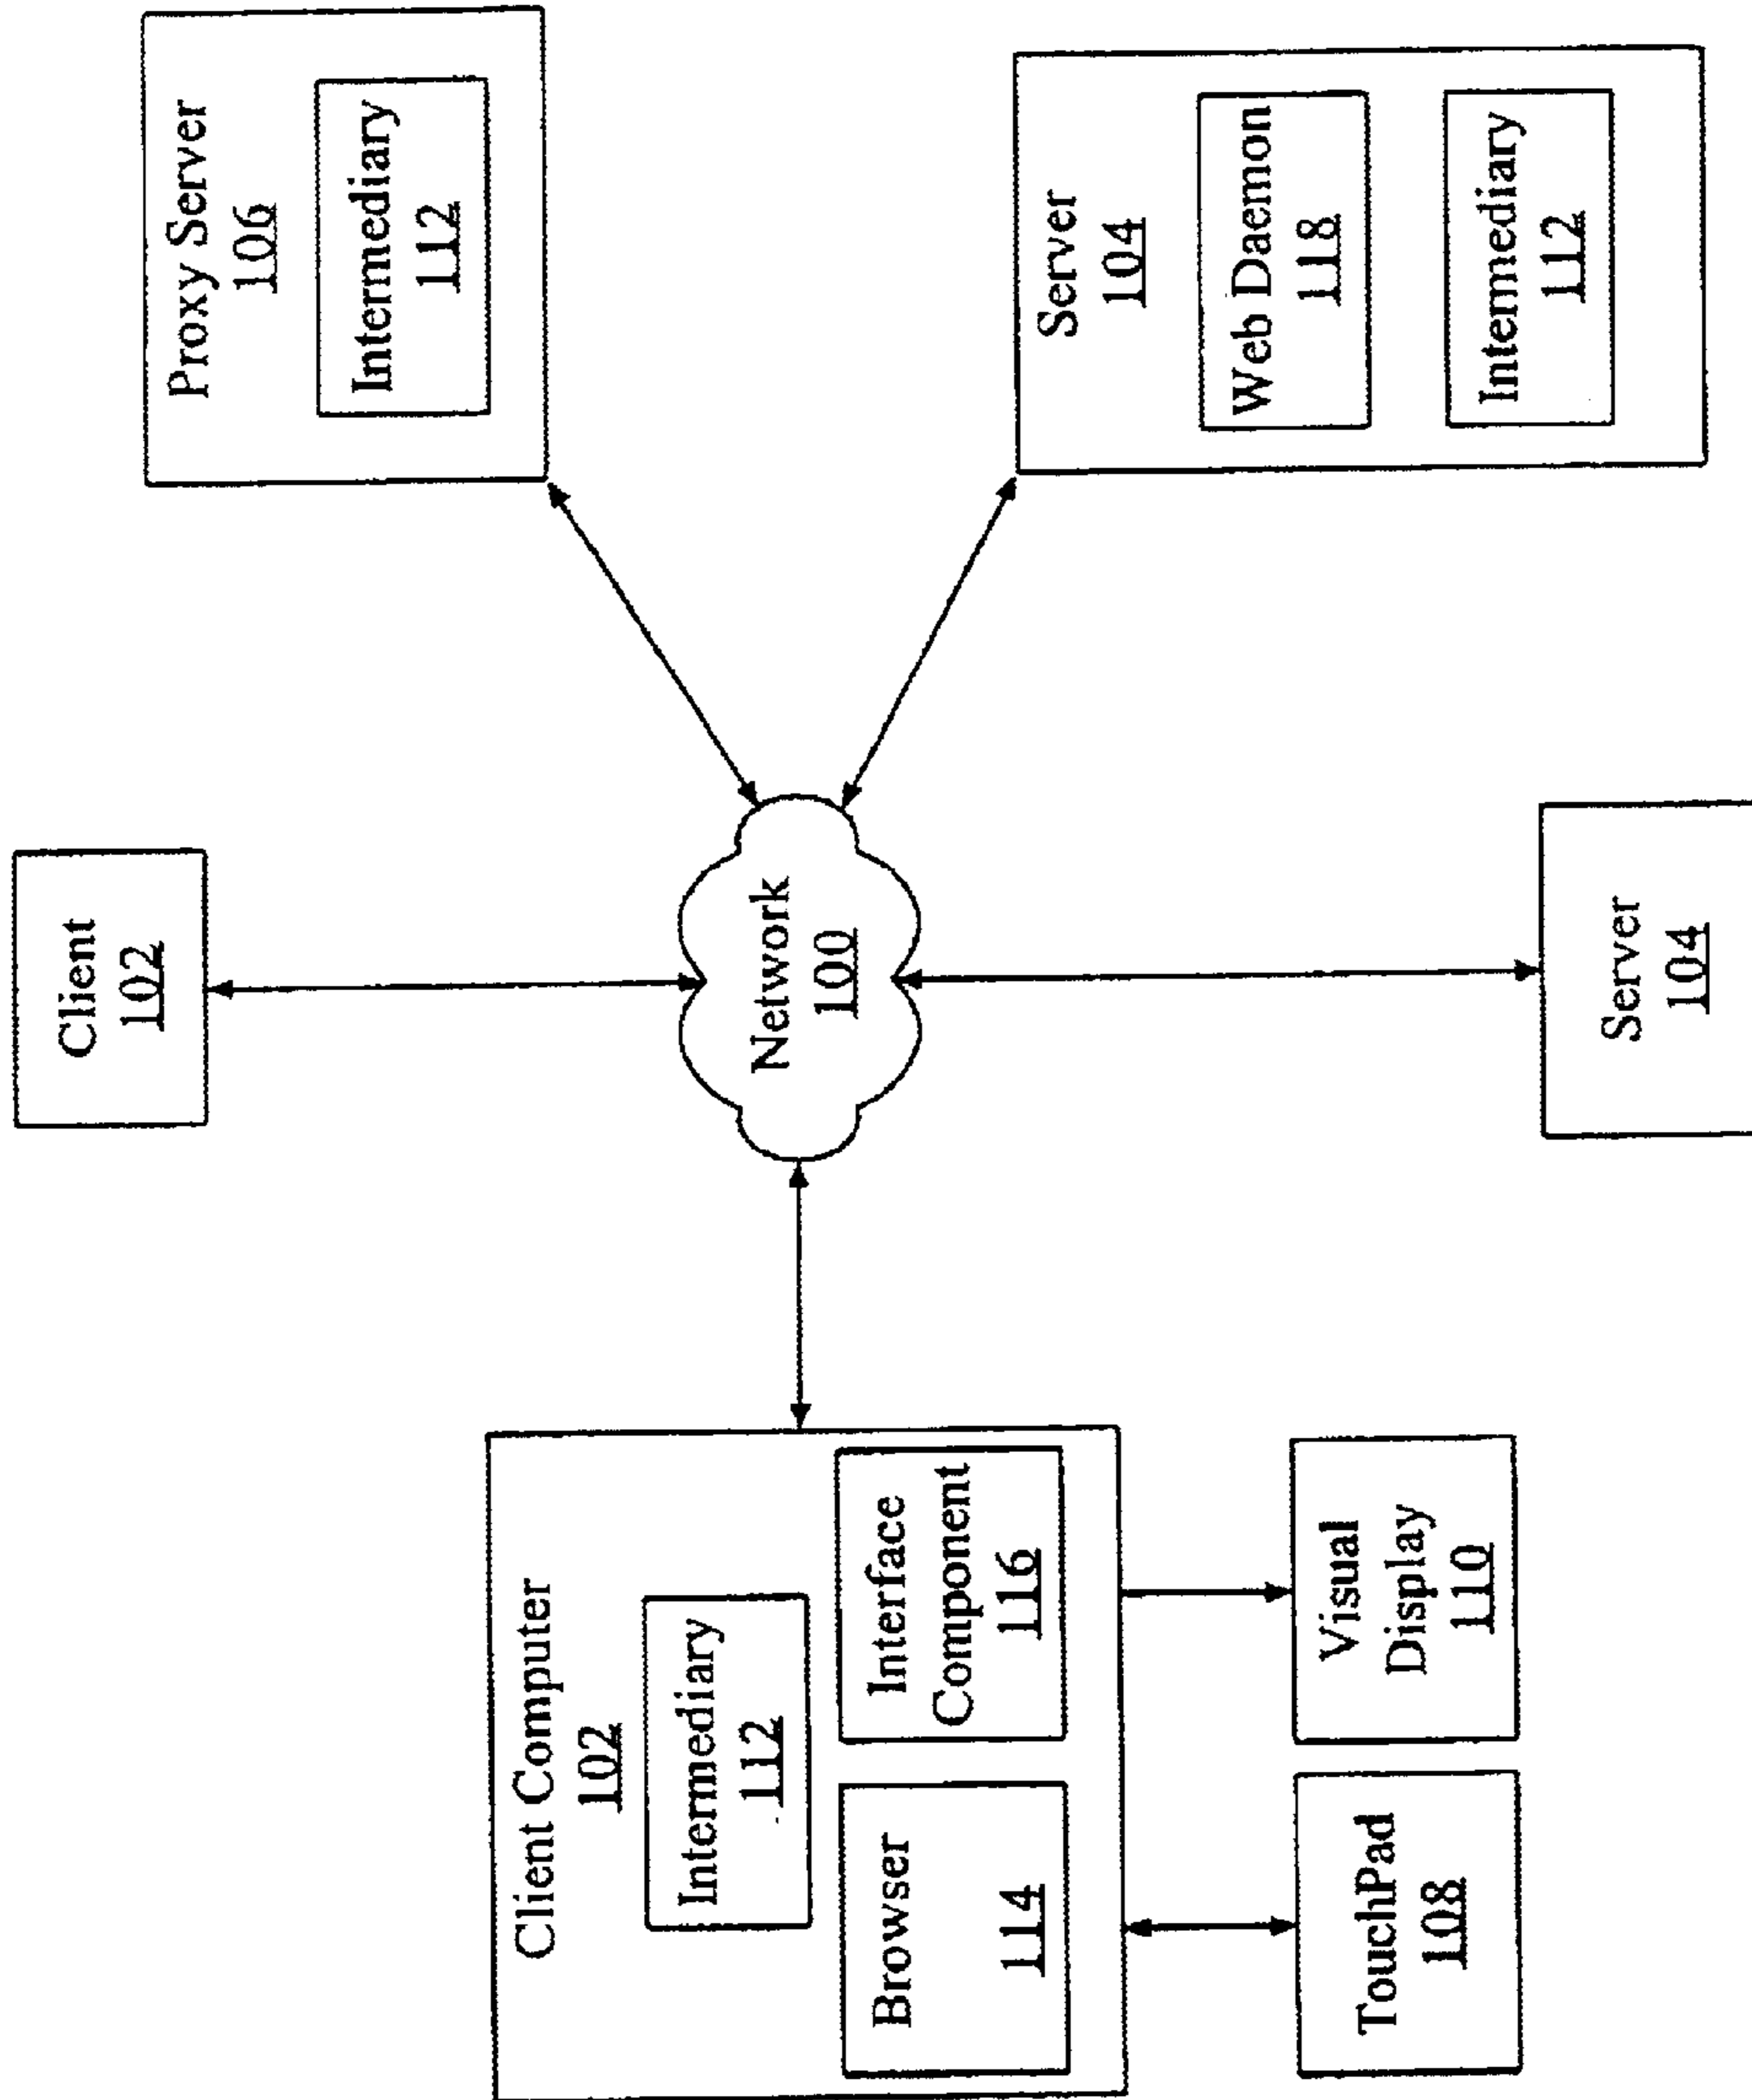 Client
102
Client Computer
102
Intermediary
112
Browser
114
Interface
Component
116
TouchPad
108
Visual
Display
110
Network
100
Proxy Server
106
Intermediary
112
Server
104
Web Daemon
118
Intermediary
112
Server
104